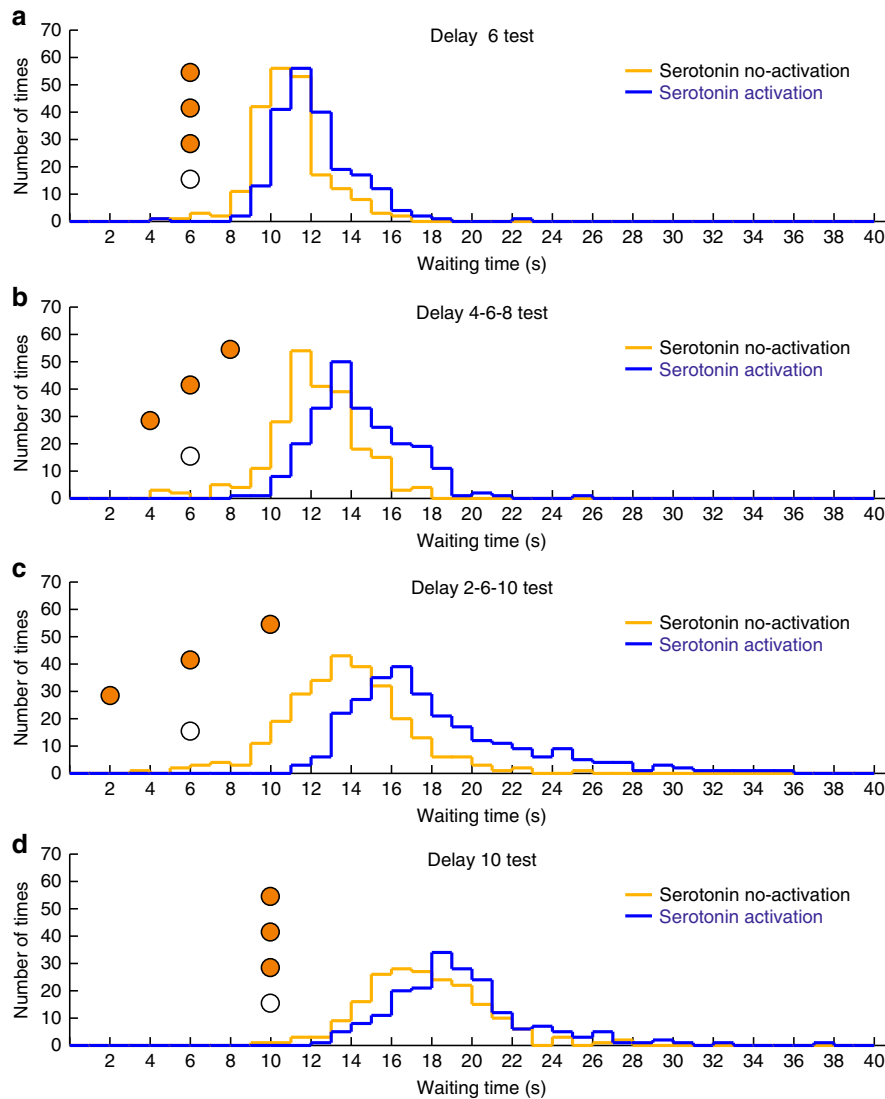 a
Delay 6 test
Serotonin no-activation
Serotonin activation
Number of times
70
60
50
40
30
20
10
0
2 4 6 8 10 12 14 16 18 20 22 24 26 28 30 32 34 36 38 40
Waiting time (s)
b
Delay 4-6-8 test
Serotonin no-activation
Serotonin activation
Number of times
70
60
50
40
30
20
10
0
2 4 6 8 10 12 14 16 18 20 22 24 26 28 30 32 34 36 38 40
Waiting time (s)
c
Delay 2-6-10 test
Serotonin no-activation
Serotonin activation
Number of times
70
60
50
40
30
20
10
0
2 4 6 8 10 12 14 16 18 20 22 24 26 28 30 32 34 36 38 40
Waiting time (s)
d
Delay 10 test
Serotonin no-activation
Serotonin activation
Number of times
70
60
50
40
30
20
10
0
2 4 6 8 10 12 14 16 18 20 22 24 26 28 30 32 34 36 38 40
Waiting time (s)